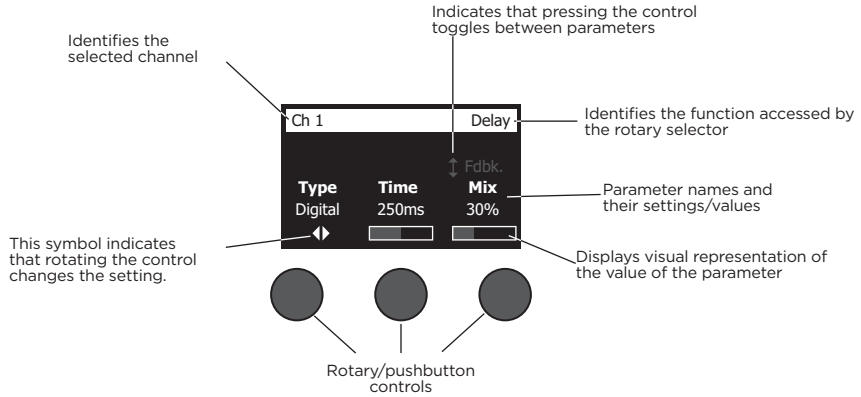 Indicates that pressing the control
toggles between parameters
Identifies the
selected channel
Ch 1
Delay
Identifies the function accessed by
the rotary selector
Fdbk.
Type
Time
Mix
Digital
250ms
30%
Parameter names and
their settings/values
This symbol indicates
that rotating the control
changes the setting.
Displays visual representation of
the value of the parameter
Rotary/pushbutton
controls